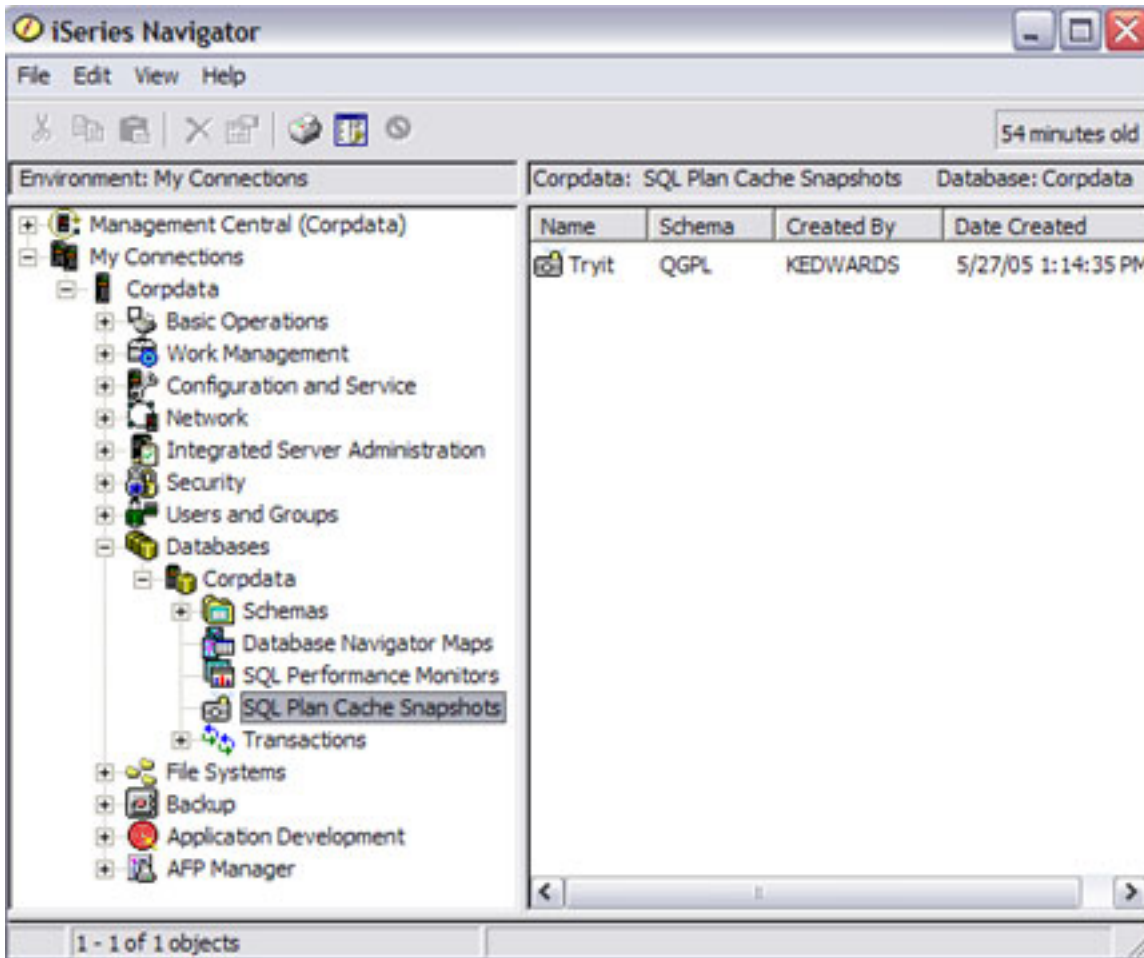 iSeries Navigator
File Edit View Help
54 minutes old
Environment: My Connections
Corpdata: SQL Plan Cache Snapshots Database: Corpdata
Management Central (Corpdata)
My Connections
Corpdata
Basic Operations
Work Management
Configuration and Service
Network
Integrated Server Administration
Security
Users and Groups
Databases
Corpdata
Schemas
Database Navigator Maps
SQL Performance Monitors
SQL Plan Cache Snapshots
Transactions
File Systems
Backup
Application Development
AFP Manager
Name Schema Created By Date Created
Tryit QGPL KEDWARDS 5/27/05 1:14:35 PM
1 - 1 of 1 objects